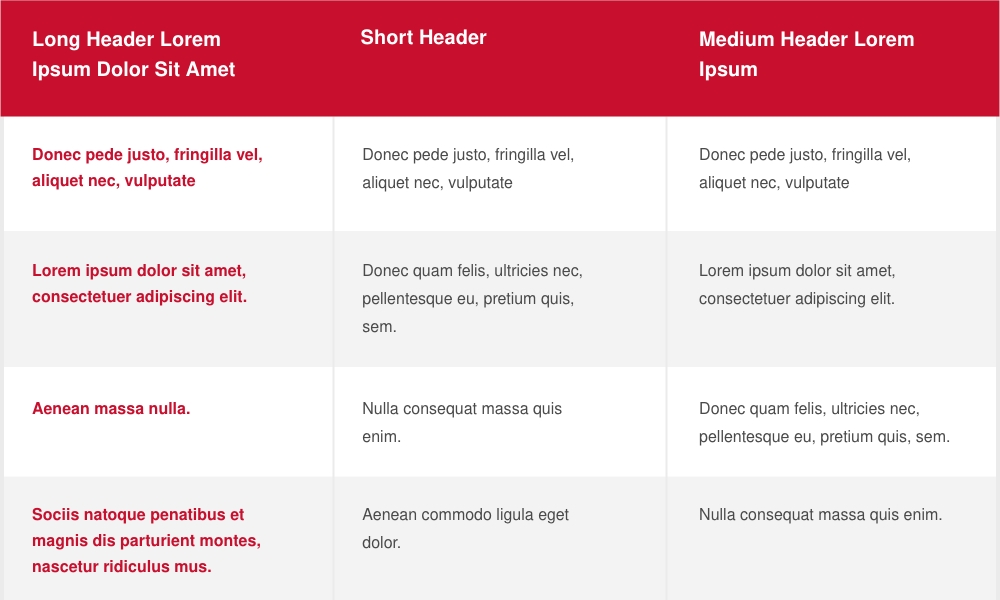 Long Header Lorem
Ipsum Dolor Sit Amet
Short Header
Medium Header Lorem
Ipsum
Donec pede justo, fringilla vel,
aliquet nec, vulputate
Donec pede justo, fringilla vel,
aliquet nec, vulputate
Donec pede justo, fringilla vel,
aliquet nec, vulputate
Lorem ipsum dolor sit amet,
consectetuer adipiscing elit.
Donec quam felis, ultricies nec,
pellentesque eu, pretium quis,
sem.
Lorem ipsum dolor sit amet,
consectetuer adipiscing elit.
Aenean massa nulla.
Nulla consequat massa quis
enim.
Donec quam felis, ultricies nec,
pellentesque eu, pretium quis, sem.
Sociis natoque penatibus et
magnis dis parturient montes,
nascetur ridiculus mus.
Aenean commodo ligula eget
dolor.
Nulla consequat massa quis enim.